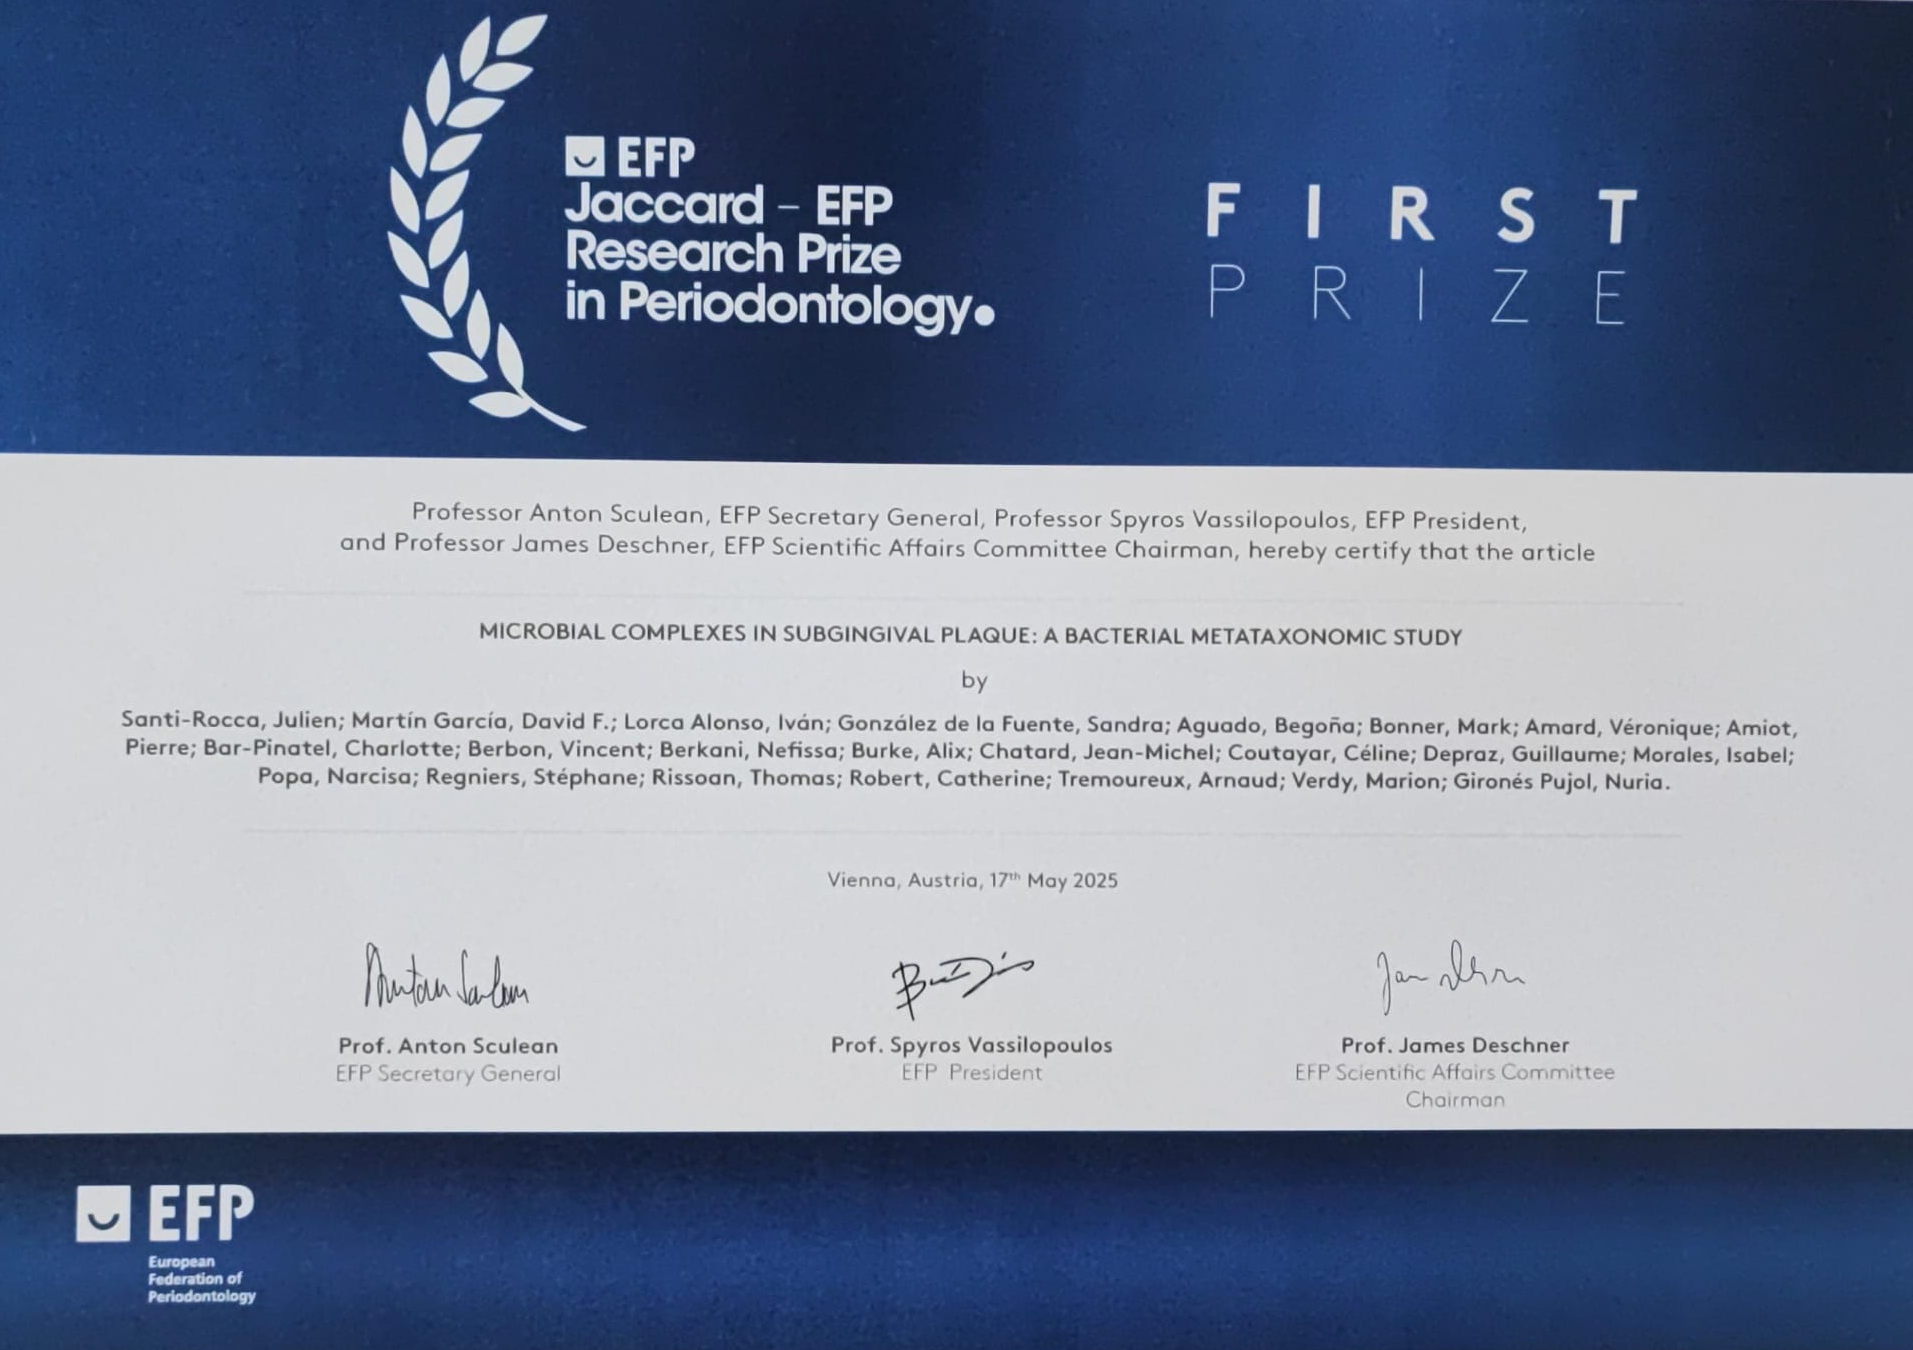 EFP
Jaccard – EFP
Research Prize
in Periodontology.
FIRST
PRIZE
Professor Anton Sculean, EFP Secretary General, Professor Spyros Vassilopoulos, EFP President,
and Professor James Deschner, EFP Scientific Affairs Committee Chairman, hereby certify that the article
MICROBIAL COMPLEXES IN SUBGINGIVAL PLAQUE: A BACTERIAL METATAXONOMIC STUDY
by
Santi-Rocca, Julien; Martín García, David F.; Lorca Alonso, Iván; González de la Fuente, Sandra; Aguado, Begoña; Bonner, Mark; Amard, Véronique; Amiot,
Pierre; Bar-Pinatel, Charlotte; Berbon, Vincent; Berkani, Nefissa; Burke, Alix; Chatard, Jean-Michel; Coutayar, Céline; Depraz, Guillaume; Morales, Isabel;
Popa, Narcisa; Regniers, Stéphane; Rissoan, Thomas; Robert, Catherine; Tremoureux, Arnaud; Verdy, Marion; Gironés Pujol, Nuria.
Vienna, Austria, 17th May 2025
Anton Sculean
Prof. Anton Sculean
EFP Secretary General
Prof. Spyros Vassilopoulos
EFP President
Prof. James Deschner
EFP Scientific Affairs Committee
Chairman
EFP
European
Federation of
Periodontology